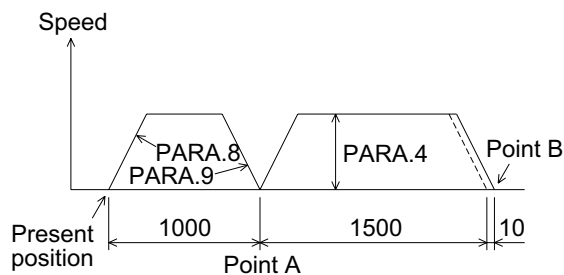 Speed
PARA.8
PARA.9
PARA.4
Point B
1000
1500
10
Present
position
Point A